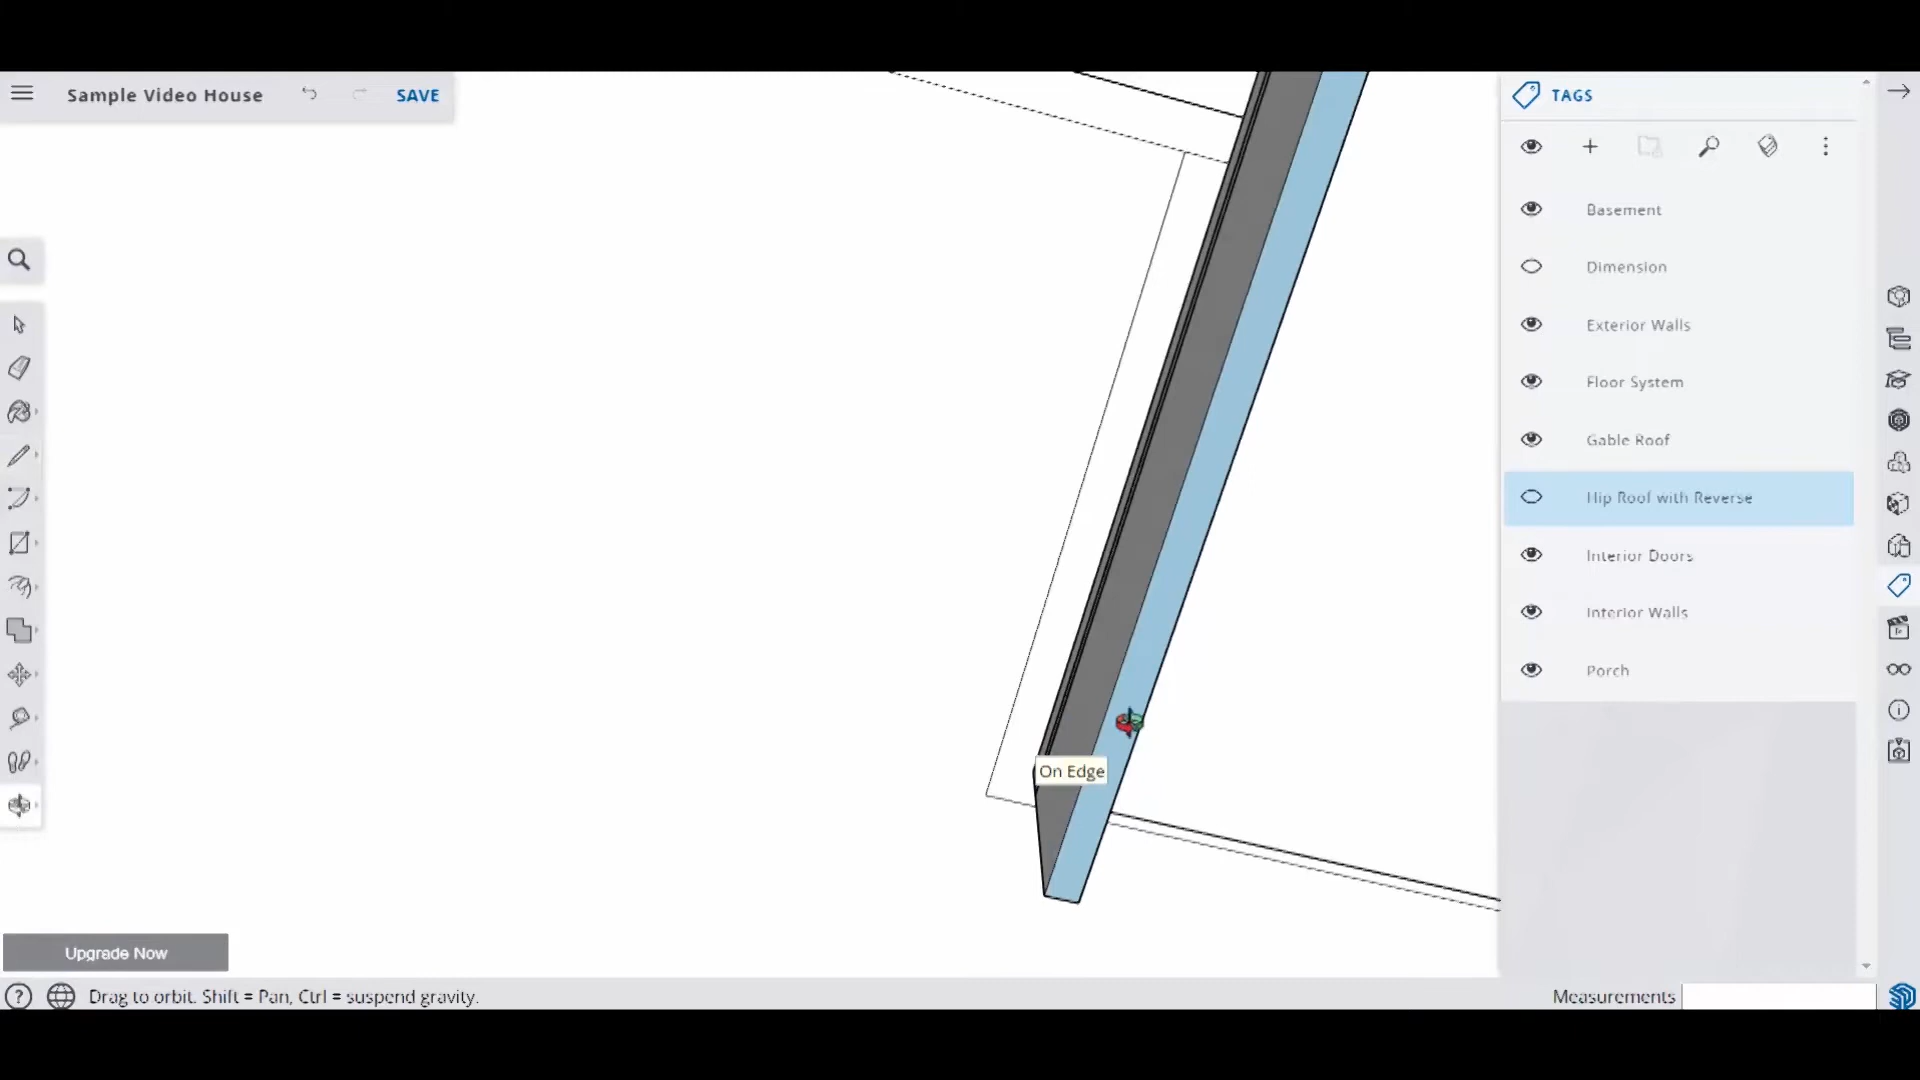 Sample Video House
SAVE
TAGS
Basement
Dimension
Exterior Walls
Floor System
Gable Roof
Hip Roof with Reverse
Interior Doors
Interior Walls
Porch
On Edge
Upgrade Now
Drag to orbit. Shift = Pan, Ctrl = suspend gravity.
Measurements